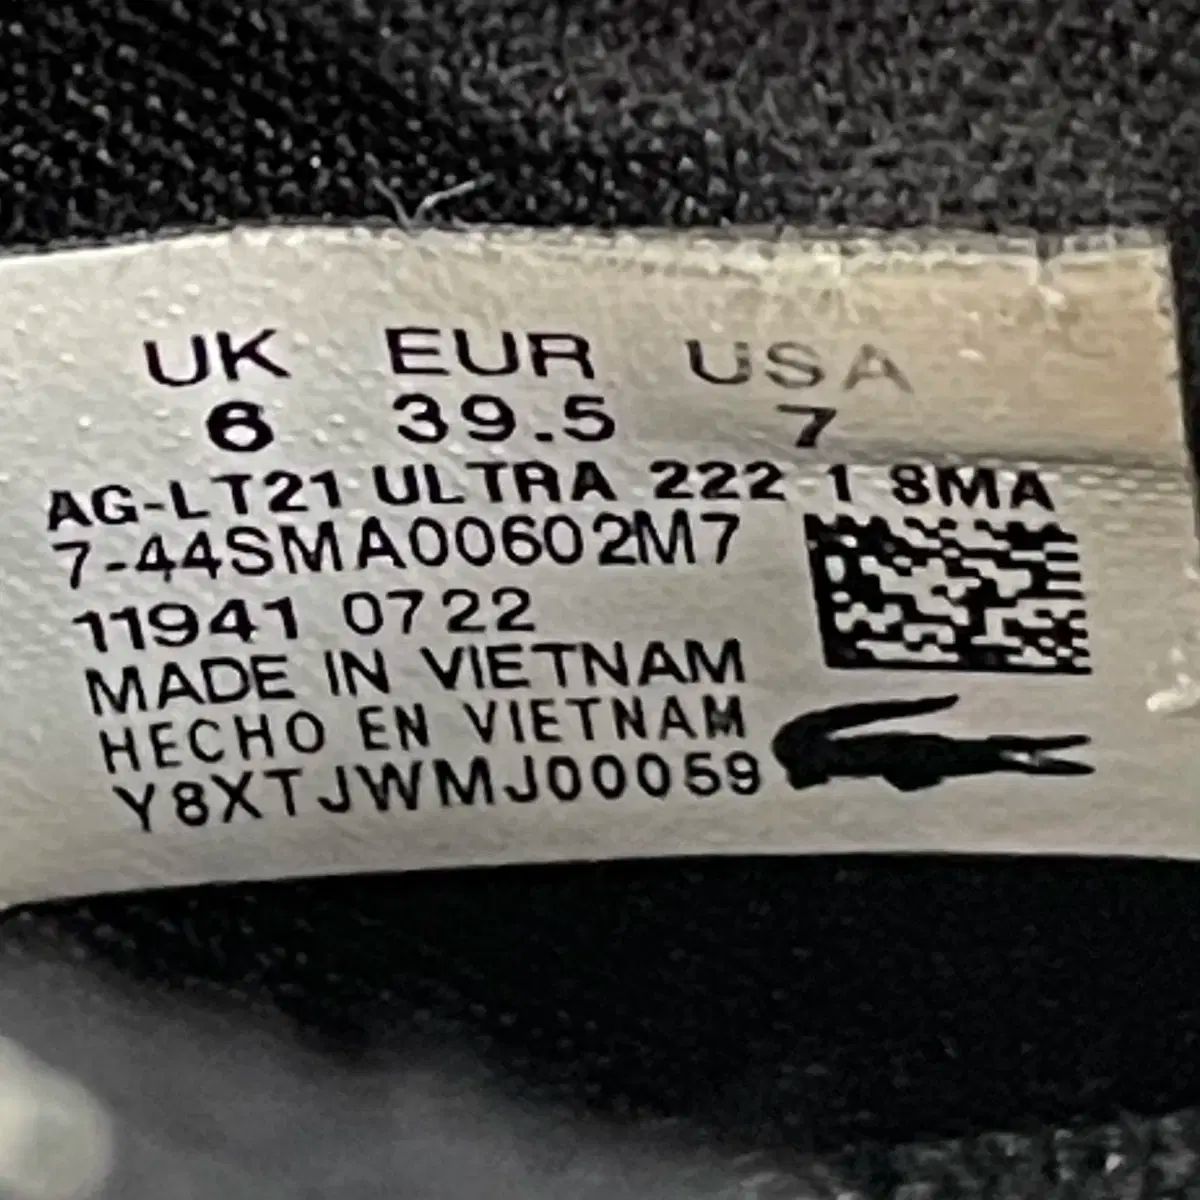 UK EUR USA
6 39.5 7
AG-LT21 ULTRA 222 1 SMA
7-44SMA00602M7
11941 0722
MADE IN VIETNAM
HECHO EN VIETNAM
Y8XTJWMJ00059